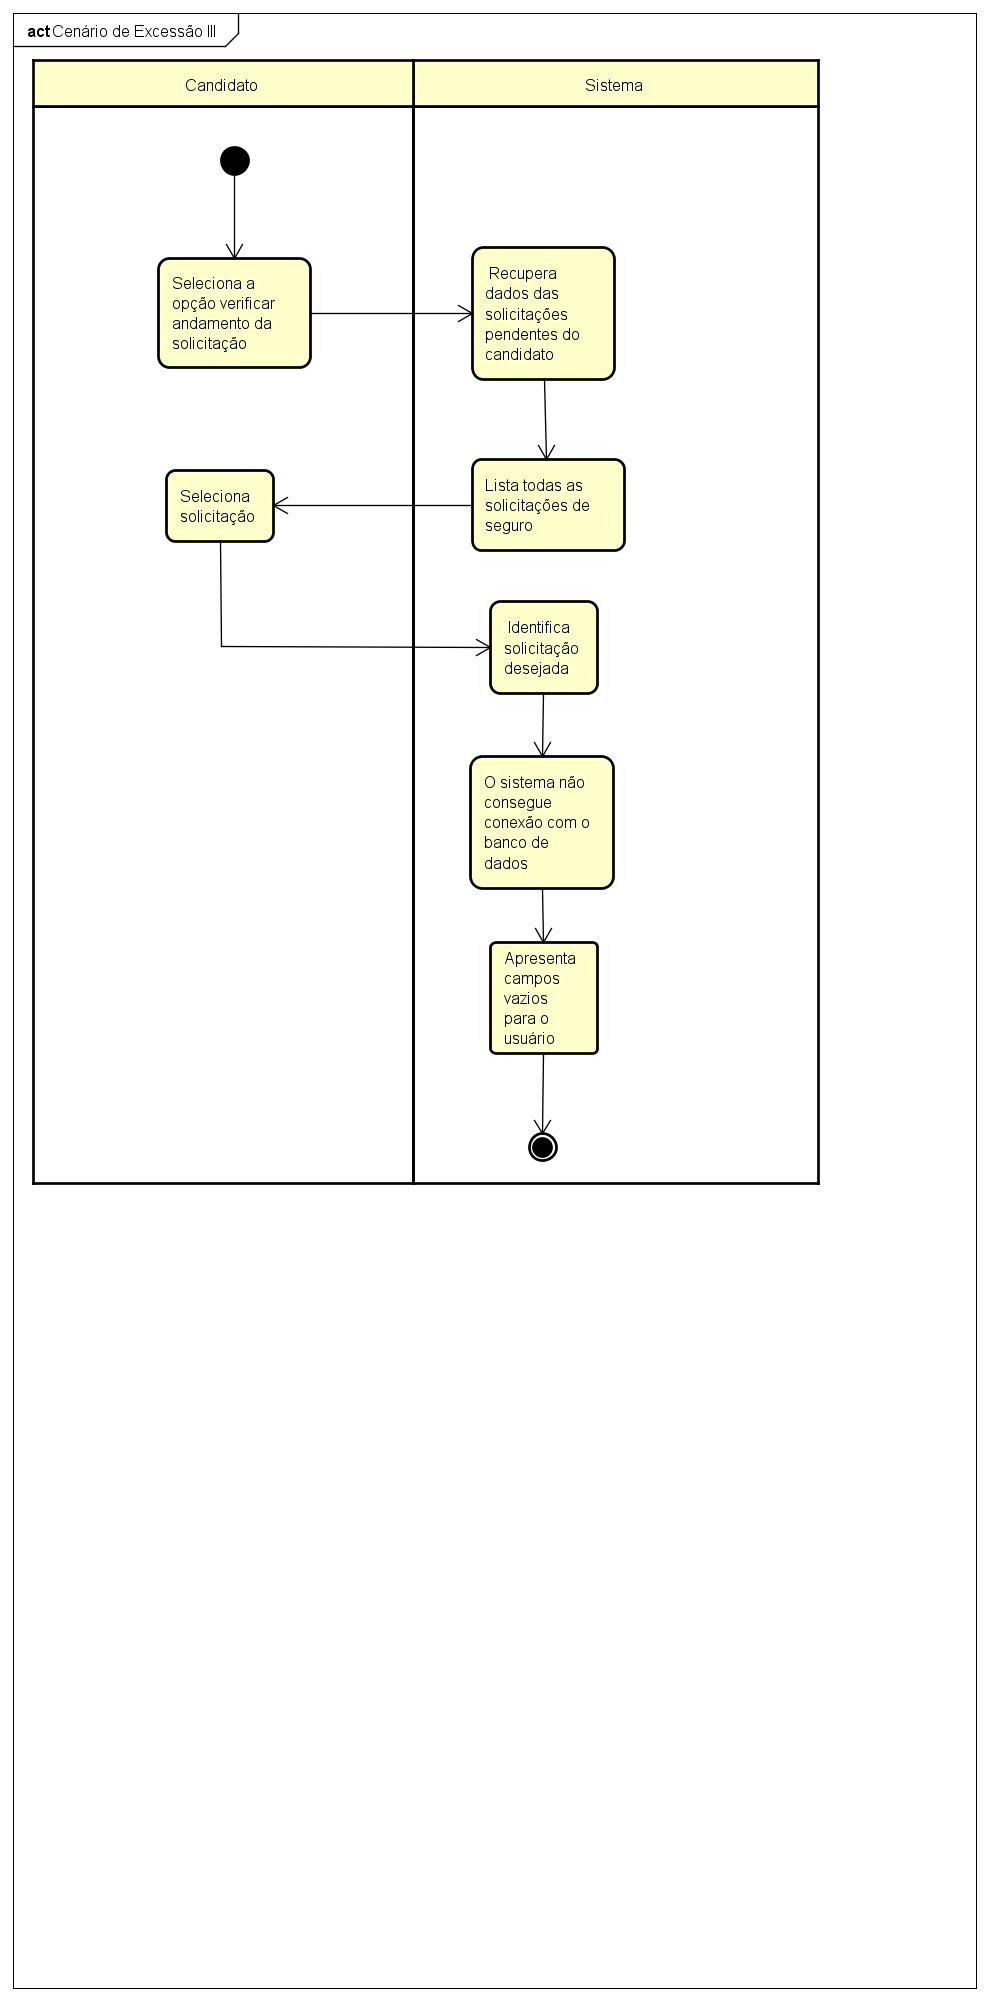 act Cenário de Excessão III
Candidato
Sistema
Seleciona a
opção verificar
andamento da
solicitação
Recupera
dados das
solicitações
pendentes do
candidato
Lista todas as
solicitações de
seguro
Seleciona
solicitação
Identifica
solicitação
desejada
O sistema não
consegue
conexão com o
banco de
dados
Apresenta
campos
vazios
para o
usuário